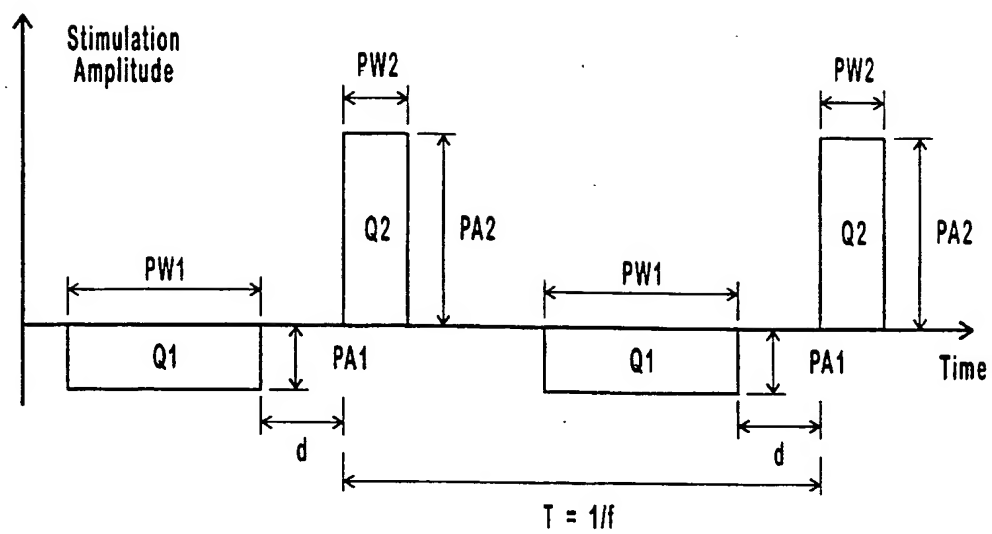 Stimulation
Amplitude
PW2
PW2
Q2
PA2
Q2
PA2
PW1
PW1
Q1
PA1
Q1
PA1
Time
d
d
T = 1/f